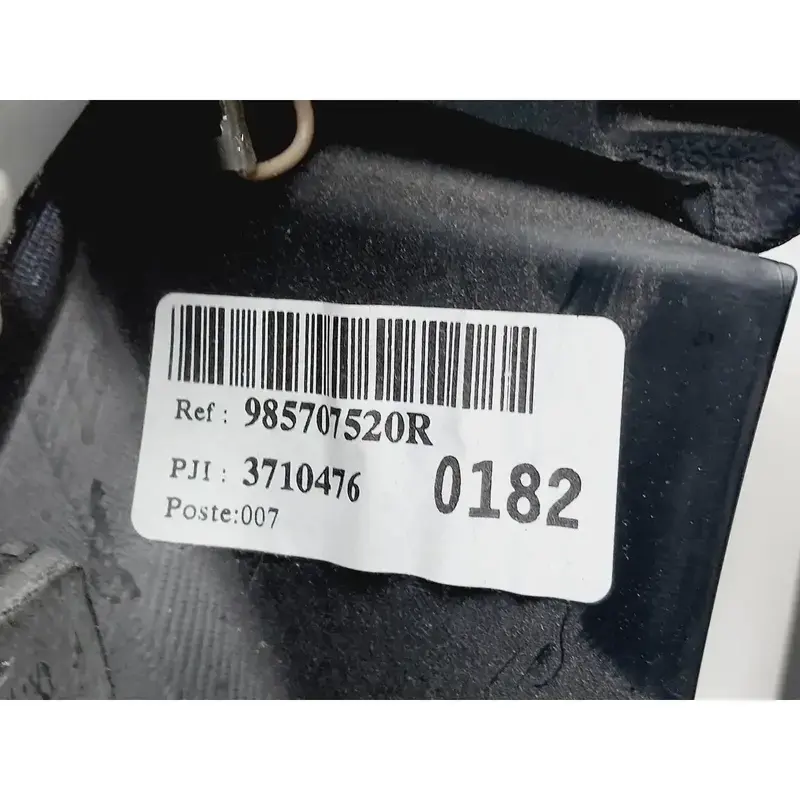 Ref : 985707520R
PJI : 3710476
0182
Poste:007